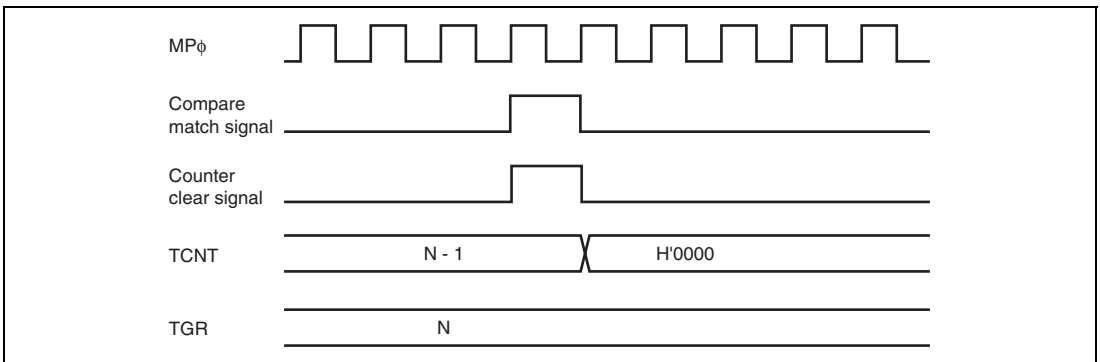 MPϕ
Compare
match signal
Counter
clear signal
TCNT
N - 1
H'0000
TGR
N